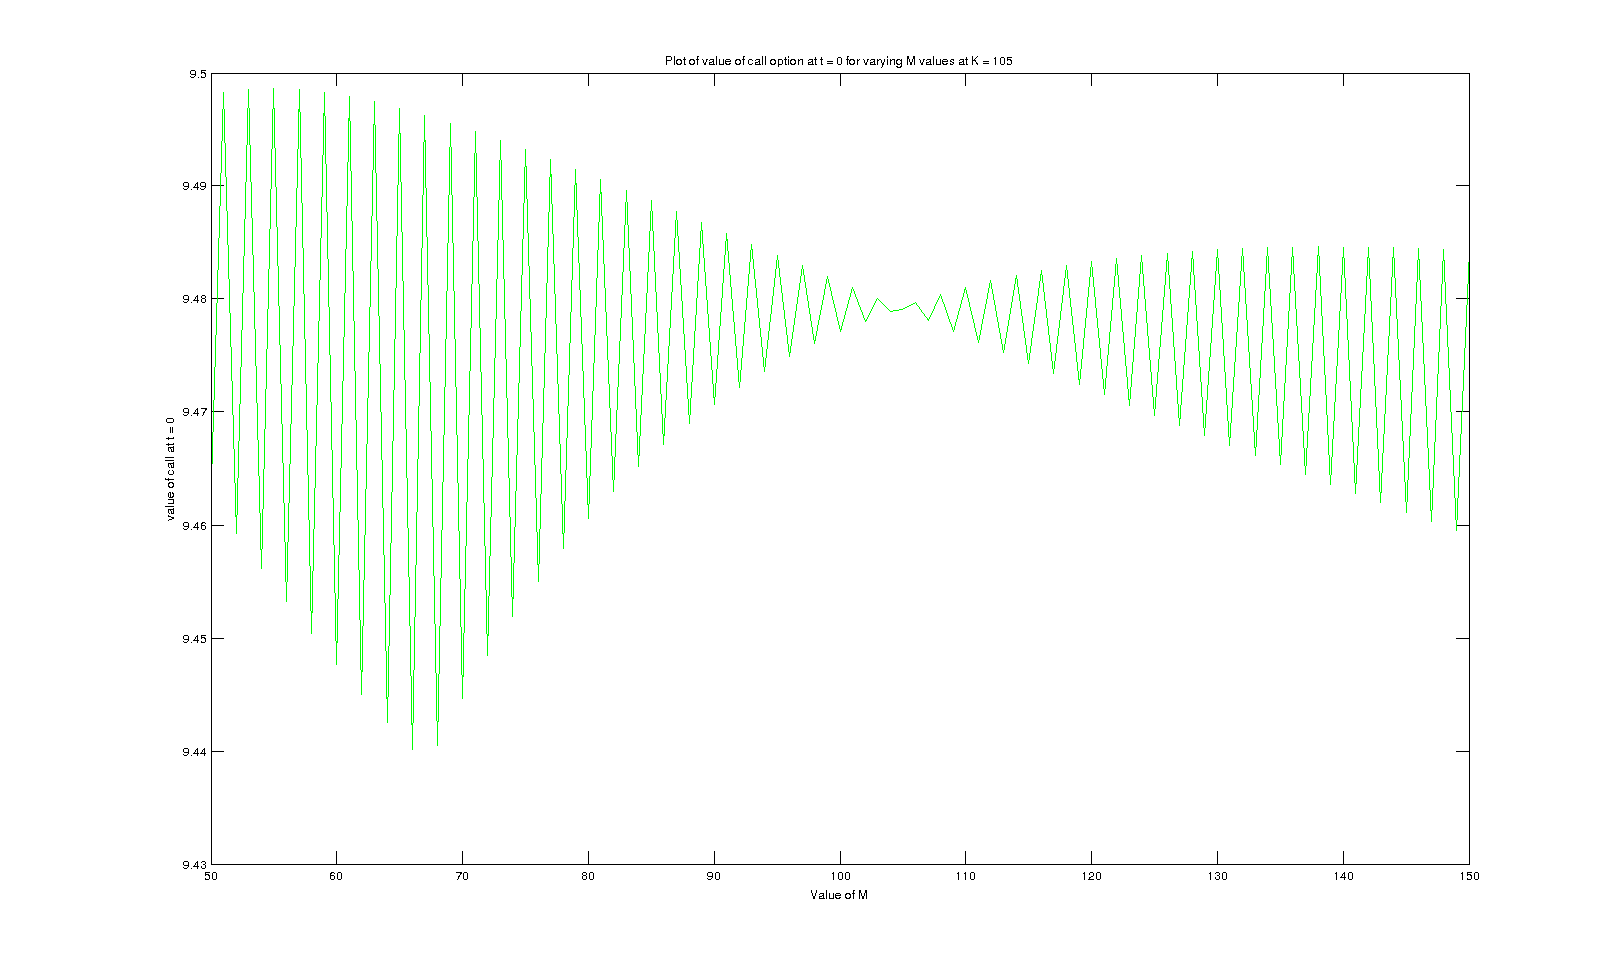 Plot of value of call option at t = 0 for varying M values at K = 105
9.5
9.49
9.48
9.47
9.46
9.45
9.44
9.43
value of call at t = 0
50 60 70 80 90 100 110 120 130 140 150
Value of M